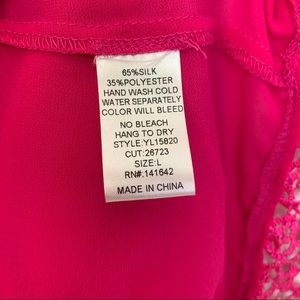 65%SILK
35%POLYESTER
HAND WASH COLD
WATER SEPARATELY
COLOR WILL BLEED
NO BLEACH
HANG TO DRY
STYLE:YL15820
CUT:26723
SIZE:L
RN#.141642
MADE IN CHINA